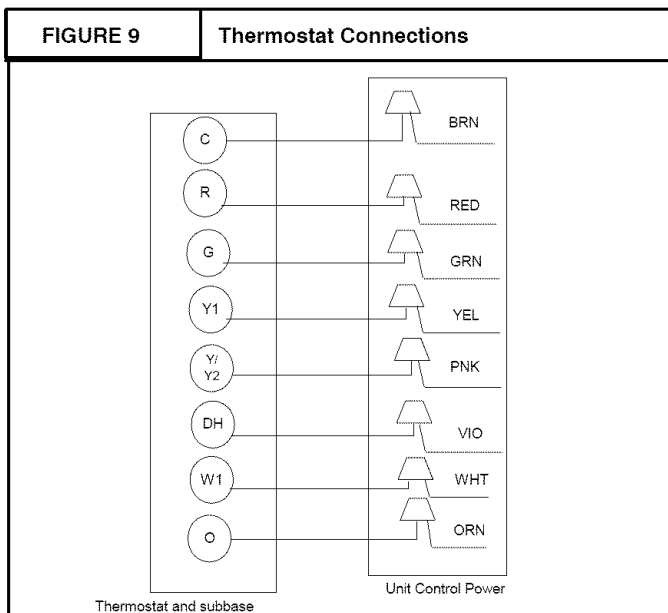 FIGURE 9 Thermostat Connections
C BRN
R RED
G GRN
Y1 YEL
Y/
Y2 PNK
DH VIO
W1 WHT
O ORN
Thermostat and subbase
Unit Control Power